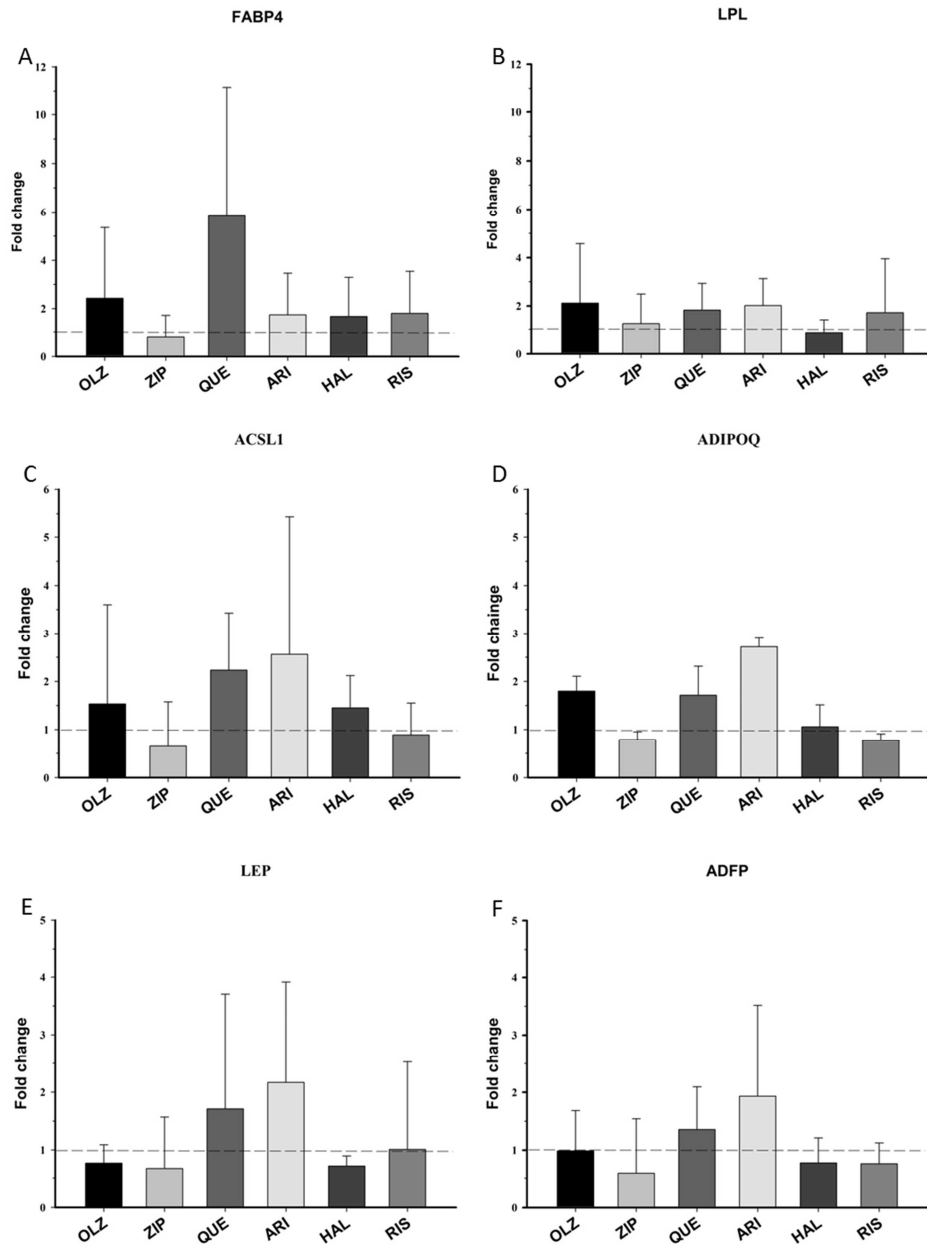 FABP4
A
Fold change
12
10
8
6
4
2
0
OLZ ZIP QUE ARI HAL RIS
LPL
B
Fold change
12
10
8
6
4
2
0
OLZ ZIP QUE ARI HAL RIS
ACSL1
C
Fold change
6
5
4
3
2
1
0
OLZ ZIP QUE ARI HAL RIS
ADIPOQ
D
Fold chainge
6
5
4
3
2
1
0
OLZ ZIP QUE ARI HAL RIS
LEP
E
Fold change
5
4
3
2
1
0
OLZ ZIP QUE ARI HAL RIS
ADFP
F
Fold change
5
4
3
2
1
0
OLZ ZIP QUE ARI HAL RIS